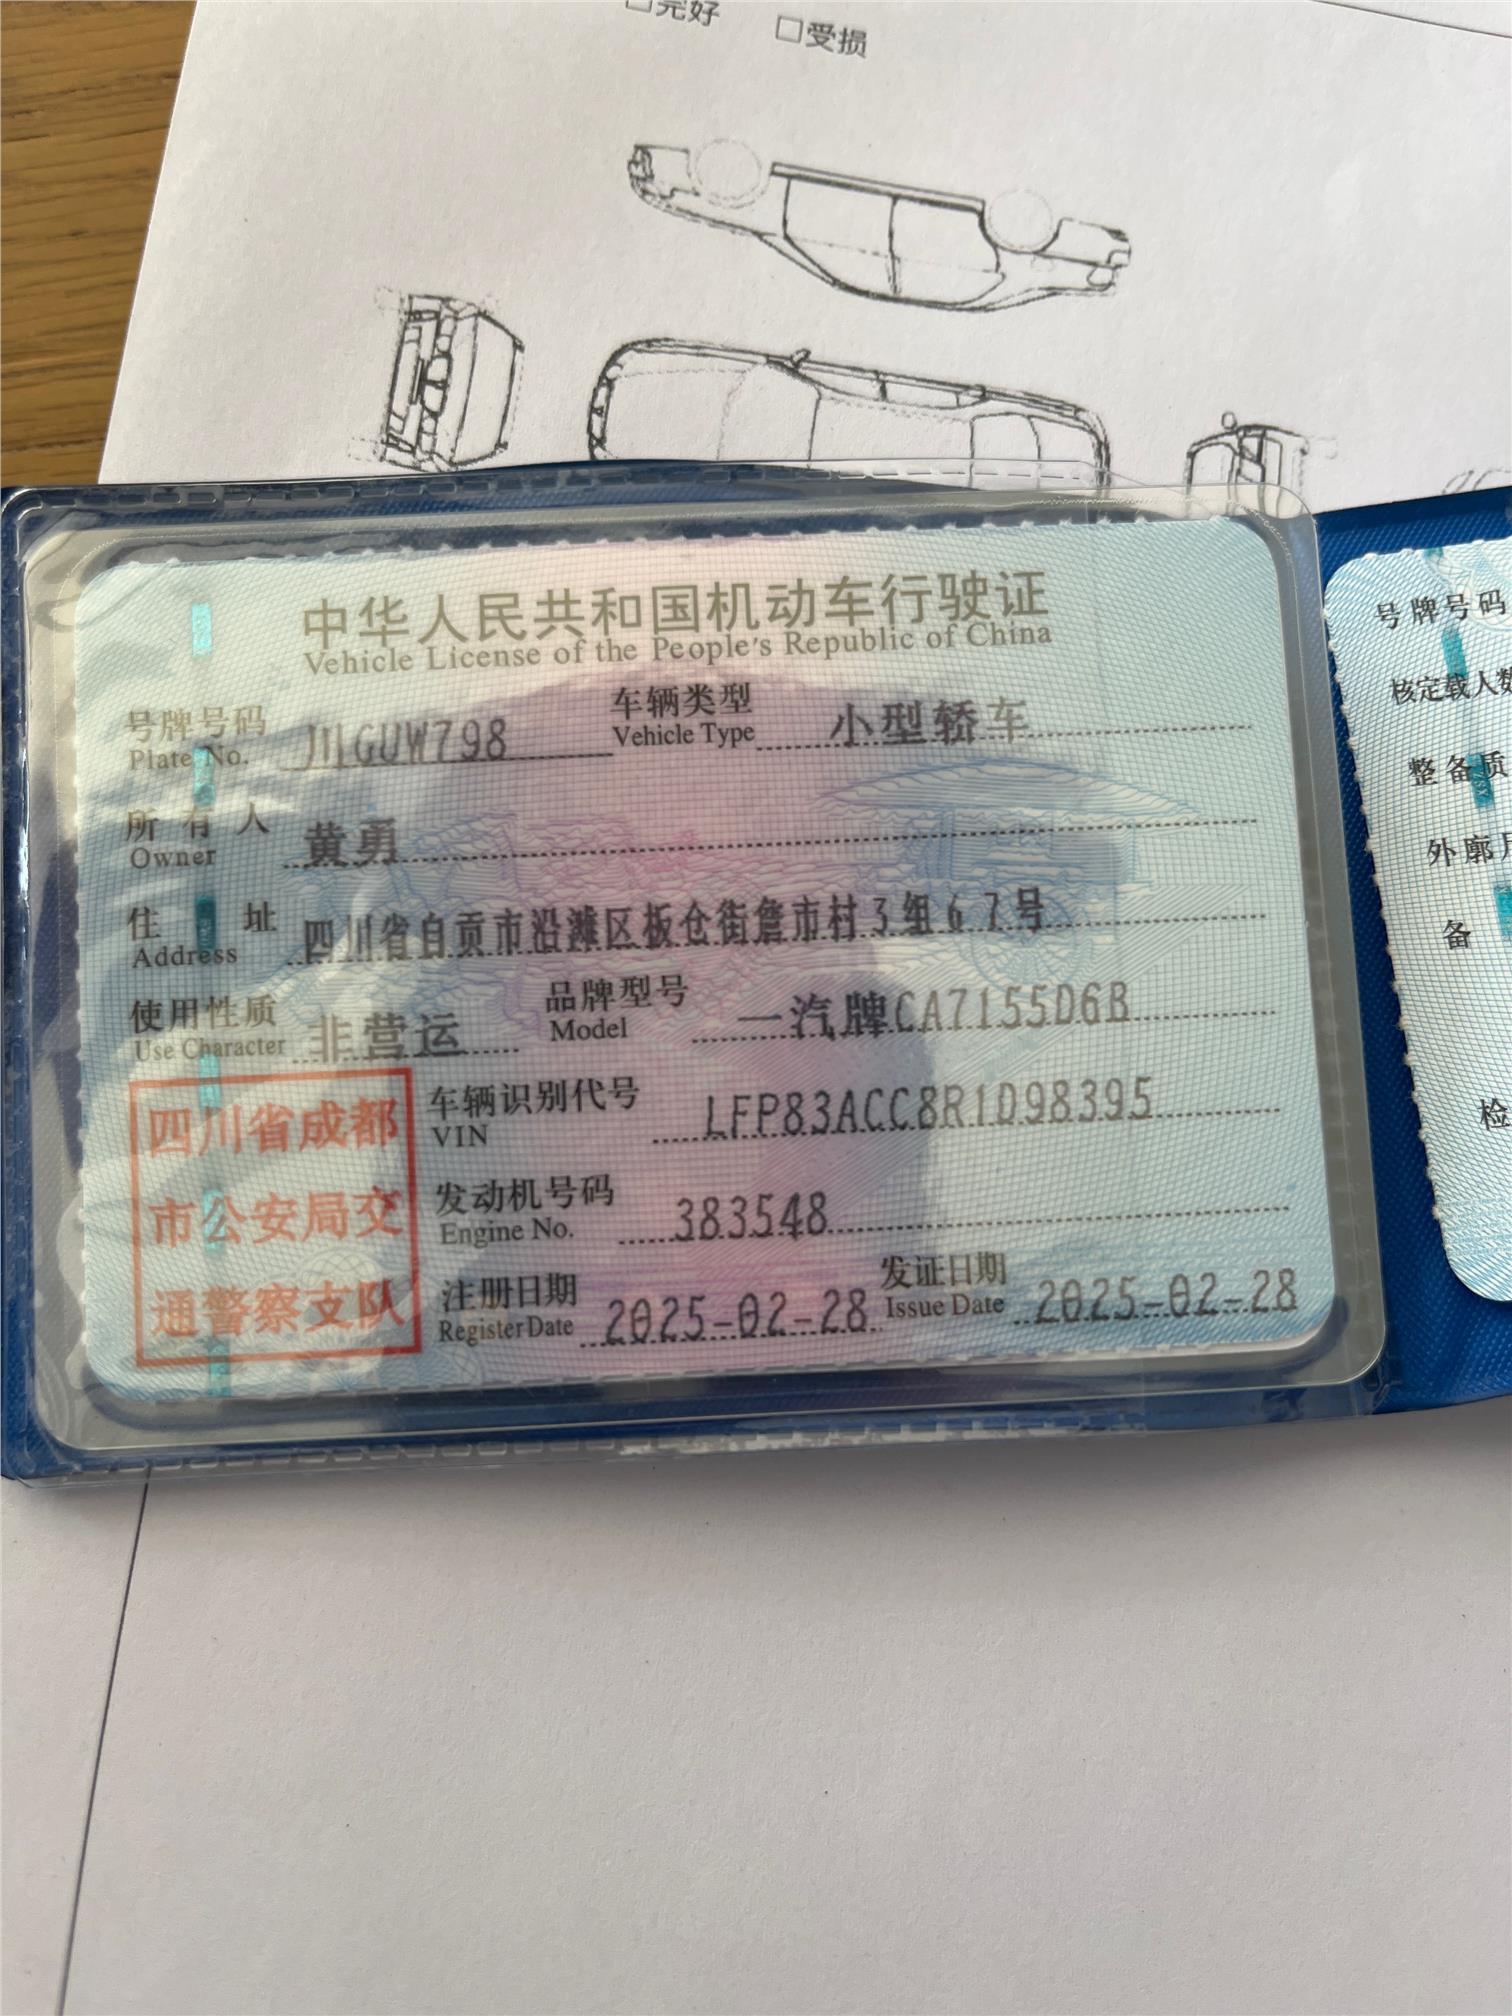 □完好 □受损
中华人民共和国机动车行驶证
Vehicle License of the People's Republic of China
号牌号码 川GUW798 车辆类型 小型轿车
Plate No. Vehicle Type
所有人 黄勇
Owner
住址 四川省自贡市沿滩区板仓街詹市村3组67号
Address
使用性质 非营运 品牌型号 一汽牌CA7155D6B
Use Character Model
四川省成都
市公安局交
通警察支队
车辆识别代号 LFP83ACC8R1D98395
VIN
发动机号码 383548
Engine No.
注册日期 2025-02-28 发证日期 2025-02-28
Register Date Issue Date
号牌号码
核定载人数
整备质
外廓
备
检